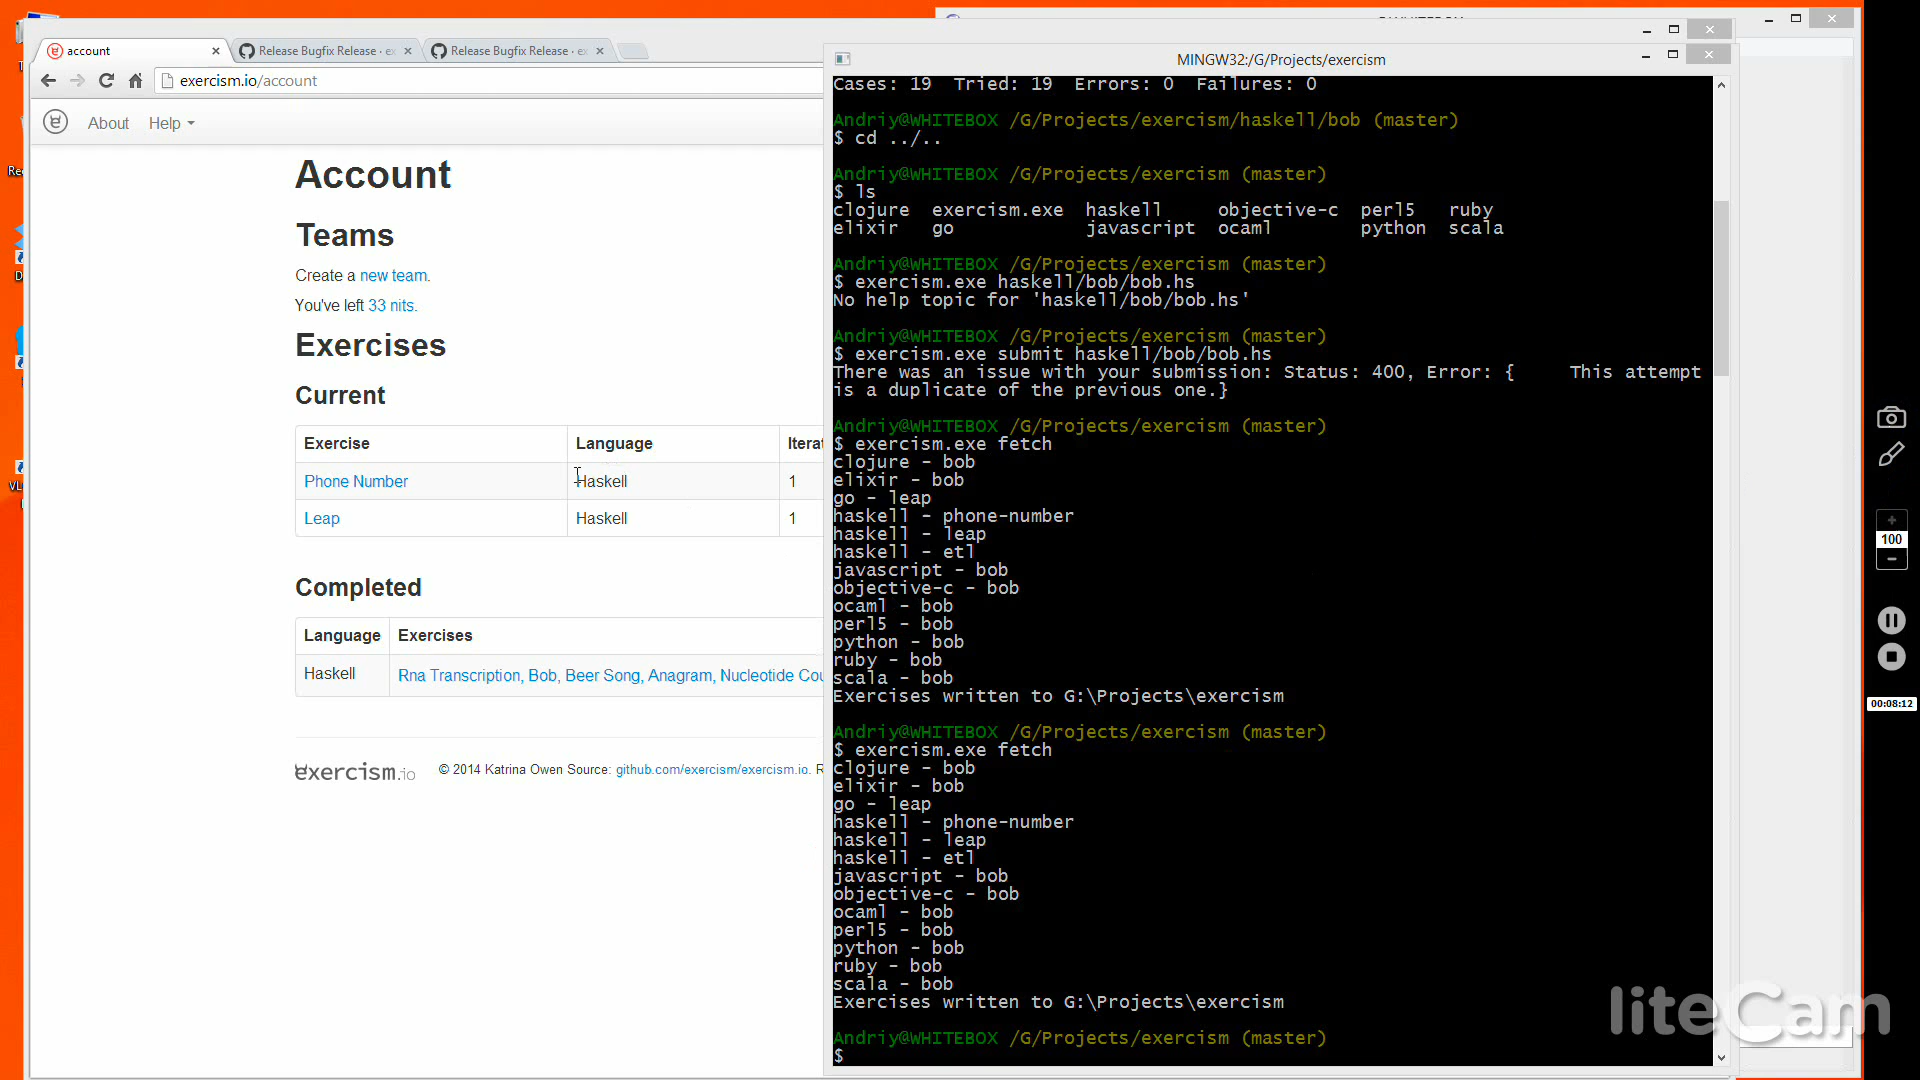 account
Release Bugfix Release · ex
Release Bugfix Release · ex
exercism.io/account
About
Help
Account
Teams
Create a new team.
You've left 33 nits.
Exercises
Current
Exercise Language Iterat
Phone Number Haskell 1
Leap Haskell 1
Completed
Language Exercises
Haskell Rna Transcription, Bob, Beer Song, Anagram, Nucleotide Cou
exercism.io © 2014 Katrina Owen Source: github.com/exercism/exercism.io. R
MINGW32:/G/Projects/exercism
Cases: 19  Tried: 19  Errors: 0  Failures: 0
Andriy@WHITEBOX /G/Projects/exercism/haskell/bob (master)
$ cd ../..
Andriy@WHITEBOX /G/Projects/exercism (master)
$ ls
clojure  exercism.exe  haskell     objective-c  perl5   ruby
elixir   go            javascript  ocaml        python  scala
Andriy@WHITEBOX /G/Projects/exercism (master)
$ exercism.exe haskell/bob/bob.hs
No help topic for 'haskell/bob/bob.hs'
Andriy@WHITEBOX /G/Projects/exercism (master)
$ exercism.exe submit haskell/bob/bob.hs
There was an issue with your submission: Status: 400, Error: {     This attempt
is a duplicate of the previous one.}
Andriy@WHITEBOX /G/Projects/exercism (master)
$ exercism.exe fetch
clojure - bob
elixir - bob
go - leap
haskell - phone-number
haskell - leap
haskell - etl
javascript - bob
objective-c - bob
ocaml - bob
perl5 - bob
python - bob
ruby - bob
scala - bob
Exercises written to G:\Projects\exercism
Andriy@WHITEBOX /G/Projects/exercism (master)
$ exercism.exe fetch
clojure - bob
elixir - bob
go - leap
haskell - phone-number
haskell - leap
haskell - etl
javascript - bob
objective-c - bob
ocaml - bob
perl5 - bob
python - bob
ruby - bob
scala - bob
Exercises written to G:\Projects\exercism
Andriy@WHITEBOX /G/Projects/exercism (master)
$
100
00:08:12
liteCam